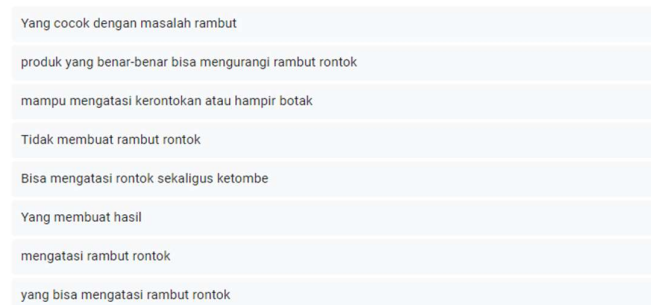 Yang cocok dengan masalah rambut
produk yang benar-benar bisa mengurangi rambut rontok
mampu mengatasi kerontokan atau hampir botak
Tidak membuat rambut rontok
Bisa mengatasi rontok sekaligus ketombe
Yang membuat hasil
mengatasi rambut rontok
yang bisa mengatasi rambut rontok